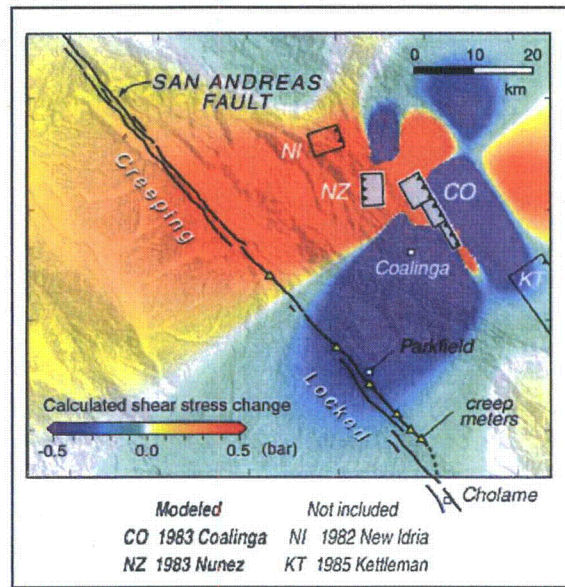 0 10 20
km
SAN ANDREAS
FAULT
NI
Creeping
NZ
CO
Coalinga
KT
Parkfield
Locked
creep
meters
Calculated shear stress change
-0.5 0.0 0.5
(bar)
Cholame
Modeled Not included
CO 1983 Coalinga NI 1982 New Idria
NZ 1983 Nunez KT 1985 Kettleman